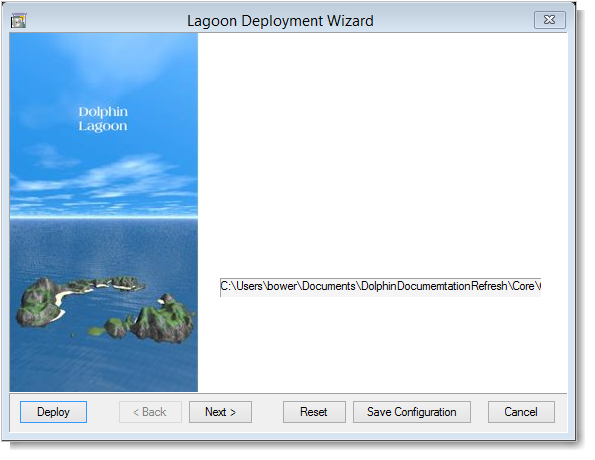 Lagoon Deployment Wizard
Dolphin
Lagoon
C:\Users\bower\Documents\DolphinDocumemtationRefresh\Core\
Deploy
< Back
Next >
Reset
Save Configuration
Cancel